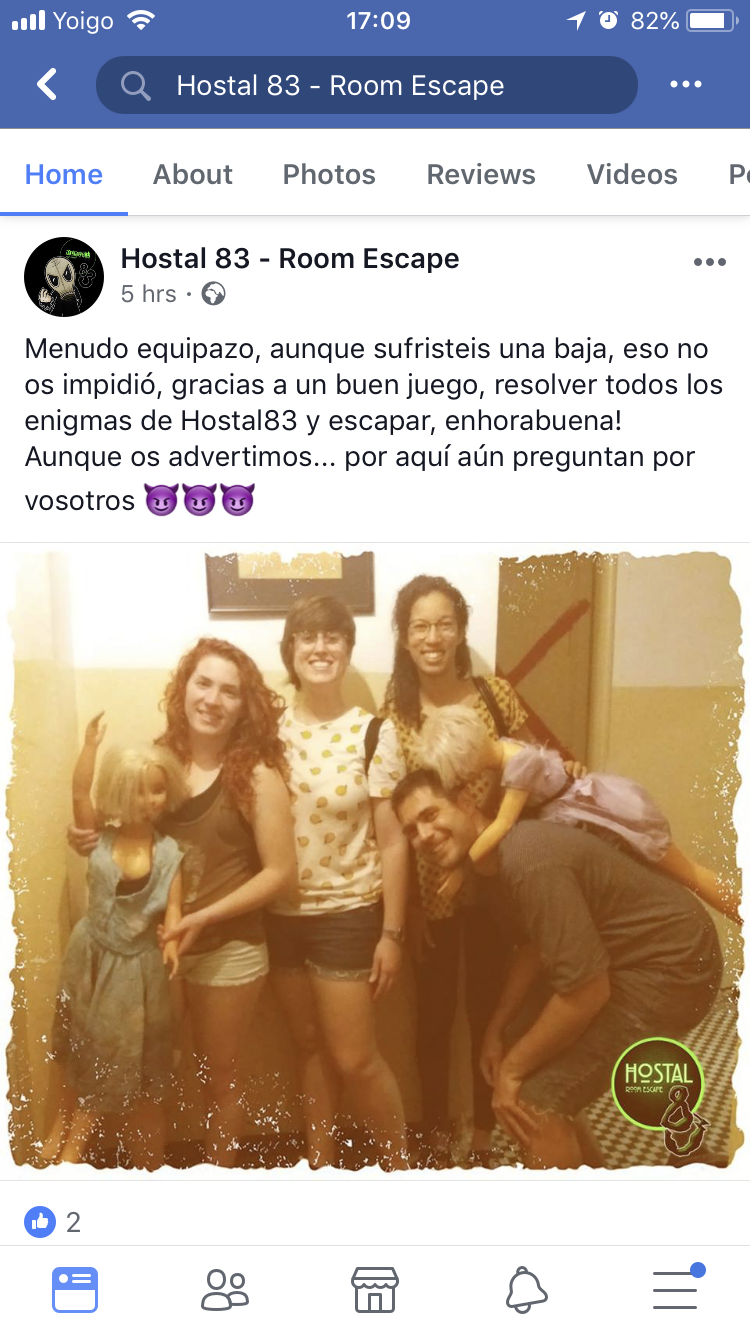 Yoigo 17:09 82%
Hostal 83 - Room Escape
Home About Photos Reviews Videos
Hostal 83 - Room Escape
5 hrs ·
Menudo equipazo, aunque sufristeis una baja, eso no
os impidió, gracias a un buen juego, resolver todos los
enigmas de Hostal83 y escapar, enhorabuena!
Aunque os advertimos... por aquí aún preguntan por
vosotros 😈😈😈
HOSTAL
ROOM ESCAPE
83
2